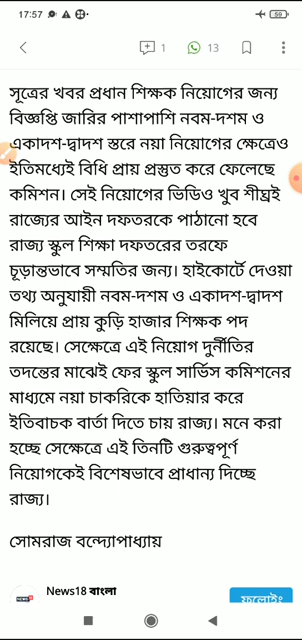 17:57
59
1
13
সূত্রের খবর প্রধান শিক্ষক নিয়োগের জন্য
বিজ্ঞপ্তি জারির পাশাপাশি নবম-দশম ও
একাদশ-দ্বাদশ স্তরে নয়া নিয়োগের ক্ষেত্রেও
ইতিমধ্যেই বিধি প্রায় প্রস্তুত করে ফেলেছে
কমিশন। সেই নিয়োগের ভিডিও খুব শীঘ্রই
রাজ্যের আইন দফতরকে পাঠানো হবে
রাজ্য স্কুল শিক্ষা দফতরের তরফে
চূড়ান্তভাবে সম্মতির জন্য। হাইকোর্টে দেওয়া
তথ্য অনুযায়ী নবম-দশম ও একাদশ-দ্বাদশ
মিলিয়ে প্রায় কুড়ি হাজার শিক্ষক পদ
রয়েছে। সেক্ষেত্রে এই নিয়োগ দুর্নীতির
তদন্তের মাঝেই ফের স্কুল সার্ভিস কমিশনের
মাধ্যমে নয়া চাকরিকে হাতিয়ার করে
ইতিবাচক বার্তা দিতে চায় রাজ্য। মনে করা
হচ্ছে সেক্ষেত্রে এই তিনটি গুরুত্বপূর্ণ
নিয়োগকেই বিশেষভাবে প্রাধান্য দিচ্ছে
রাজ্য।
সোমরাজ বন্দ্যোপাধ্যায়
News18 বাংলা
ফলোইং